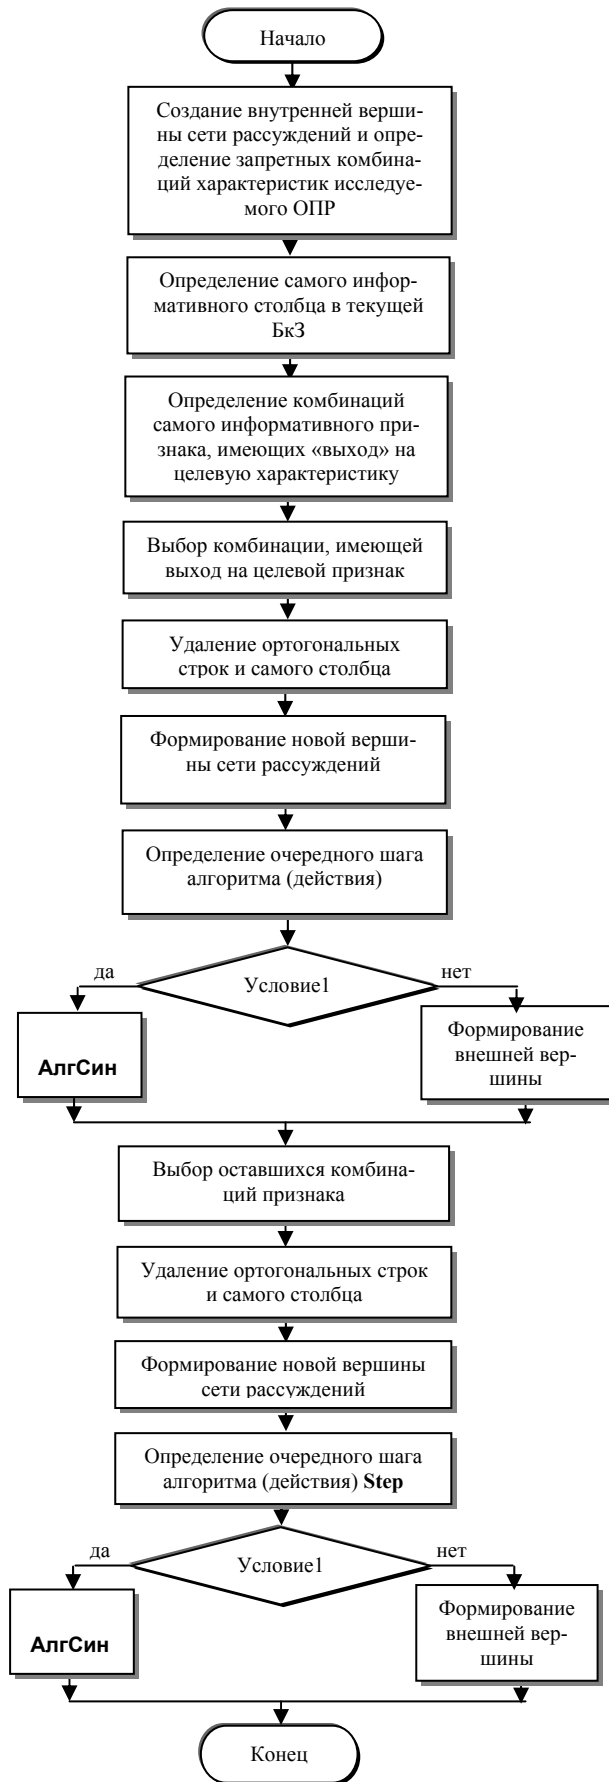 Начало
Создание внутренней верши-
ны сети рассуждений и опре-
деление запретных комбина-
ций характеристик исследуе-
мого ОПР
Определение самого инфор-
мативного столбца в текущей
БкЗ
Определение комбинаций
самого информативного при-
знака, имеющих «выход» на
целевую характеристику
Выбор комбинации, имеющей
выход на целевой признак
Удаление ортогональных
строк и самого столбца
Формирование новой верши-
ны сети рассуждений
Определение очередного шага
алгоритма (действия)
да
Условие1
нет
АлгСин
Формирование
внешней вер-
шины
Выбор оставшихся комбина-
ций признака
Удаление ортогональных строк
и самого столбца
Формирование новой вершины
сети рассуждений
Определение очередного шага
алгоритма (действия) Step
да
Условие1
нет
АлгСин
Формирование
внешней вер-
шины
Конец